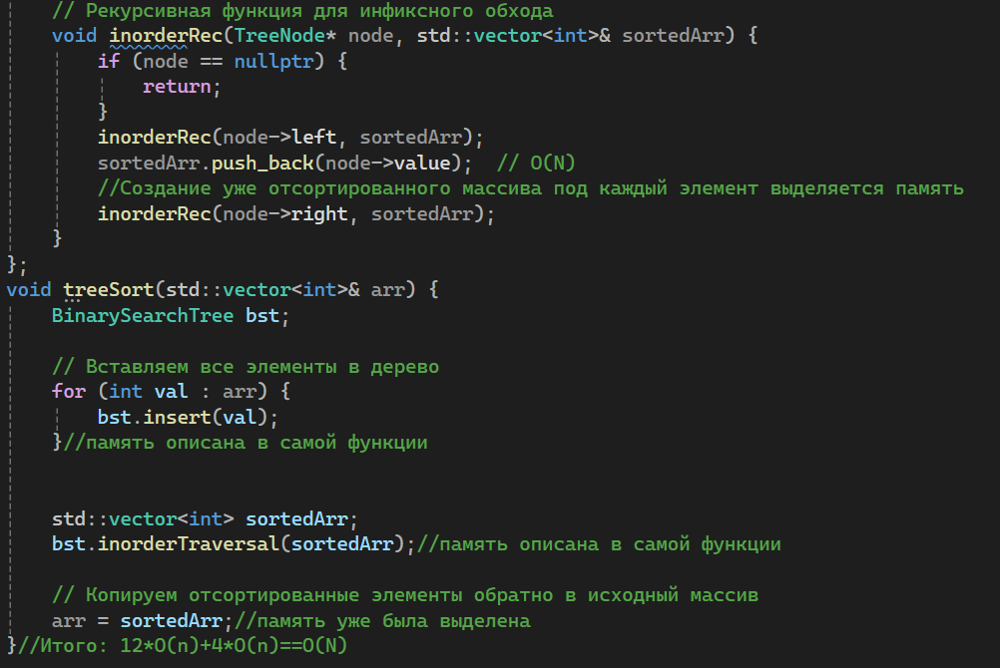 // Рекурсивная функция для инфиксного обхода
void inorderRec(TreeNode* node, std::vector<int>& sortedArr) {
if (node == nullptr) {
return;
}
inorderRec(node->left, sortedArr);
sortedArr.push_back(node->value);  // O(N)
//Создание уже отсортированного массива под каждый элемент выделяется память
inorderRec(node->right, sortedArr);
}
};
void treeSort(std::vector<int>& arr) {
BinarySearchTree bst;
// Вставляем все элементы в дерево
for (int val : arr) {
bst.insert(val);
}//память описана в самой функции
std::vector<int> sortedArr;
bst.inorderTraversal(sortedArr);//память описана в самой функции
// Копируем отсортированные элементы обратно в исходный массив
arr = sortedArr;//память уже была выделена
}//Итого: 12*O(n)+4*O(n)==O(N)